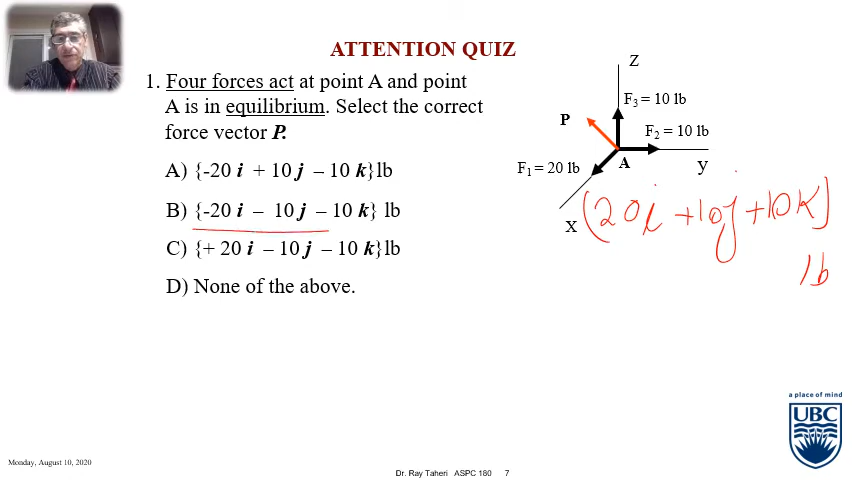 ATTENTION QUIZ
1. Four forces act at point A and point
A is in equilibrium. Select the correct
force vector P.
A) {-20 i + 10 j – 10 k}lb
B) {-20 i – 10 j – 10 k} lb
C) {+ 20 i – 10 j – 10 k}lb
D) None of the above.
Z
F3 = 10 lb
P
F2 = 10 lb
F1 = 20 lb
A
y
X
(20i + 10j + 10k)
lb
a place of mind
UBC
Monday, August 10, 2020
Dr. Ray Taheri ASPC 180 7